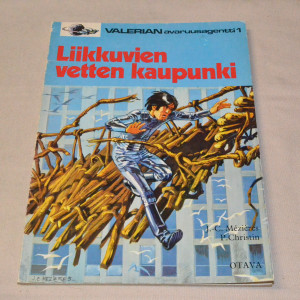 VALERIAN avaruusagentti 1
Liikkuvien
vetten kaupunki
J. C. Mézières
P. Christin
OTAVA